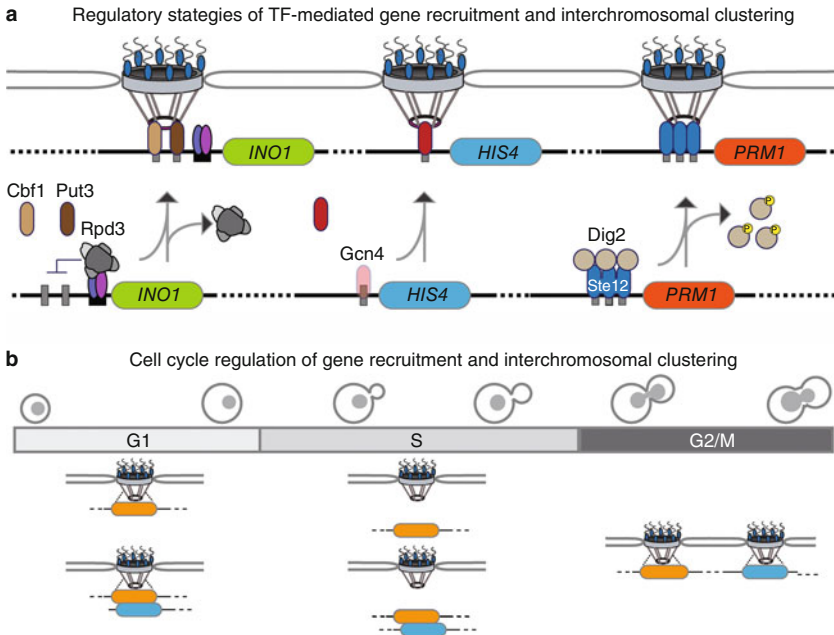 a
Regulatory stategies of TF-mediated gene recruitment and interchromosomal clustering
INO1
HIS4
PRM1
Cbf1 Put3
Rpd3
Gcn4
Dig2
P
P
P
Ste12
INO1
HIS4
PRM1
b
Cell cycle regulation of gene recruitment and interchromosomal clustering
G1
S
G2/M